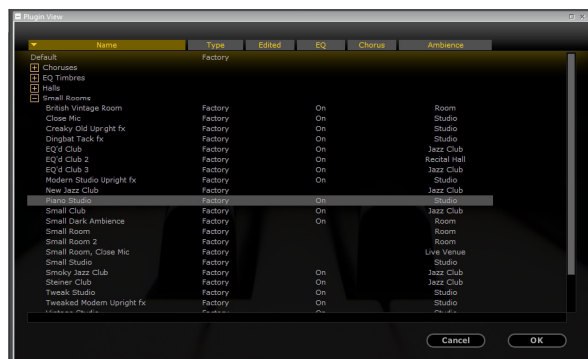 Plugin View
Name Type Edited EQ Chorus Ambience
Default Factory
Choruses
EQ Timbres
Halls
Small Rooms
British Vintage Room Factory On Room
Close Mic Factory On Studio
Creaky Old Upright fx Factory On Studio
Dingbat Tack fx Factory On Studio
EQ'd Club Factory On Jazz Club
EQ'd Club 2 Factory On Recital Hall
EQ'd Club 3 Factory On Jazz Club
Modern Studio Upright fx Factory On Studio
New Jazz Club Factory Jazz Club
Piano Studio Factory On Studio
Small Club Factory On Jazz Club
Small Dark Ambience Factory On Room
Small Room Factory Room
Small Room 2 Factory Room
Small Room, Close Mic Factory Live Venue
Small Studio Factory Studio
Smoky Jazz Club Factory On Jazz Club
Steiner Club Factory On Jazz Club
Tweak Studio Factory On Studio
Tweaked Modern Upright fx Factory On Studio
Vintage Studio Factory On Studio
Cancel OK